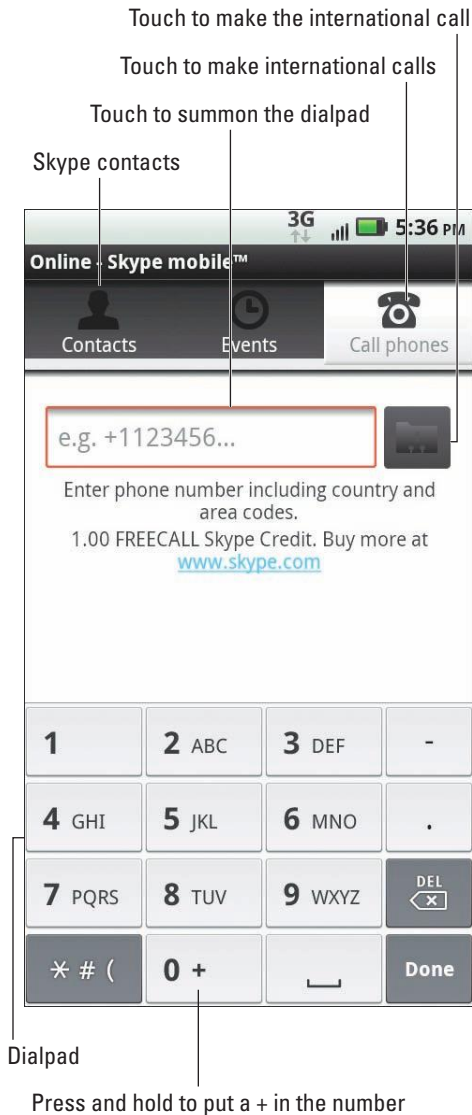 Touch to make the international call
Touch to make international calls
Touch to summon the dialpad
Skype contacts
3G 5:36 PM
Online - Skype mobile™
Contacts Events Call phones
e.g. +1123456...
Enter phone number including country and
area codes.
1.00 FREECALL Skype Credit. Buy more at
www.skype.com
1 2 ABC 3 DEF -
4 GHI 5 JKL 6 MNO .
7 PQRS 8 TUV 9 WXYZ DEL
* # ( 0 + Done
Dialpad
Press and hold to put a + in the number